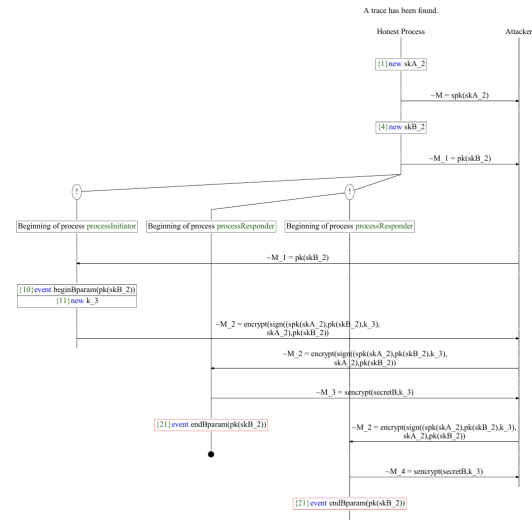 A trace has been found.
Honest Process
Attacker
{1}new skA_2
~M = spk(skA_2)
{4}new skB_2
~M_1 = pk(skB_2)
!
!
Beginning of process processInitiator
Beginning of process processResponder
Beginning of process processResponder
~M_1 = pk(skB_2)
{10}event beginBparam(pk(skB_2))
{11}new k_3
~M_2 = encrypt(sign((spk(skA_2),pk(skB_2),k_3),
skA_2),pk(skB_2))
~M_2 = encrypt(sign((spk(skA_2),pk(skB_2),k_3),
skA_2),pk(skB_2))
~M_3 = sencrypt(secretB,k_3)
{21}event endBparam(pk(skB_2))
~M_2 = encrypt(sign((spk(skA_2),pk(skB_2),k_3),
skA_2),pk(skB_2))
~M_4 = sencrypt(secretB,k_3)
{21}event endBparam(pk(skB_2))